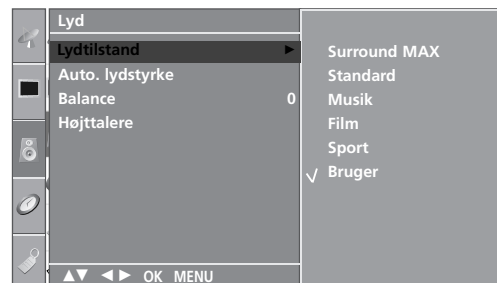 Lyd
Lydtilstand ►
Auto. lydstyrke
Balance 0
Højttalere
▲▼ ◄► OK MENU
Surround MAX
Standard
Musik
Film
Sport
√ Bruger